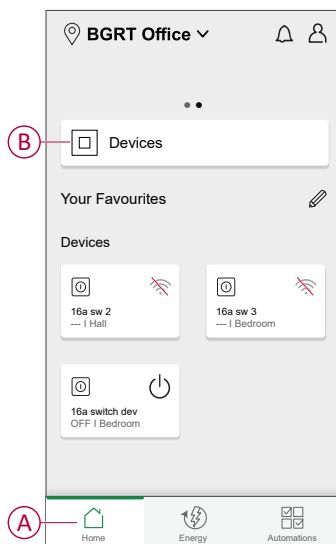 BGRT Office
B
Devices
Your Favourites
Devices
16a sw 2
--- I Hall
16a sw 3
--- I Bedroom
16a switch dev
OFF I Bedroom
A
Home
Energy
Automations